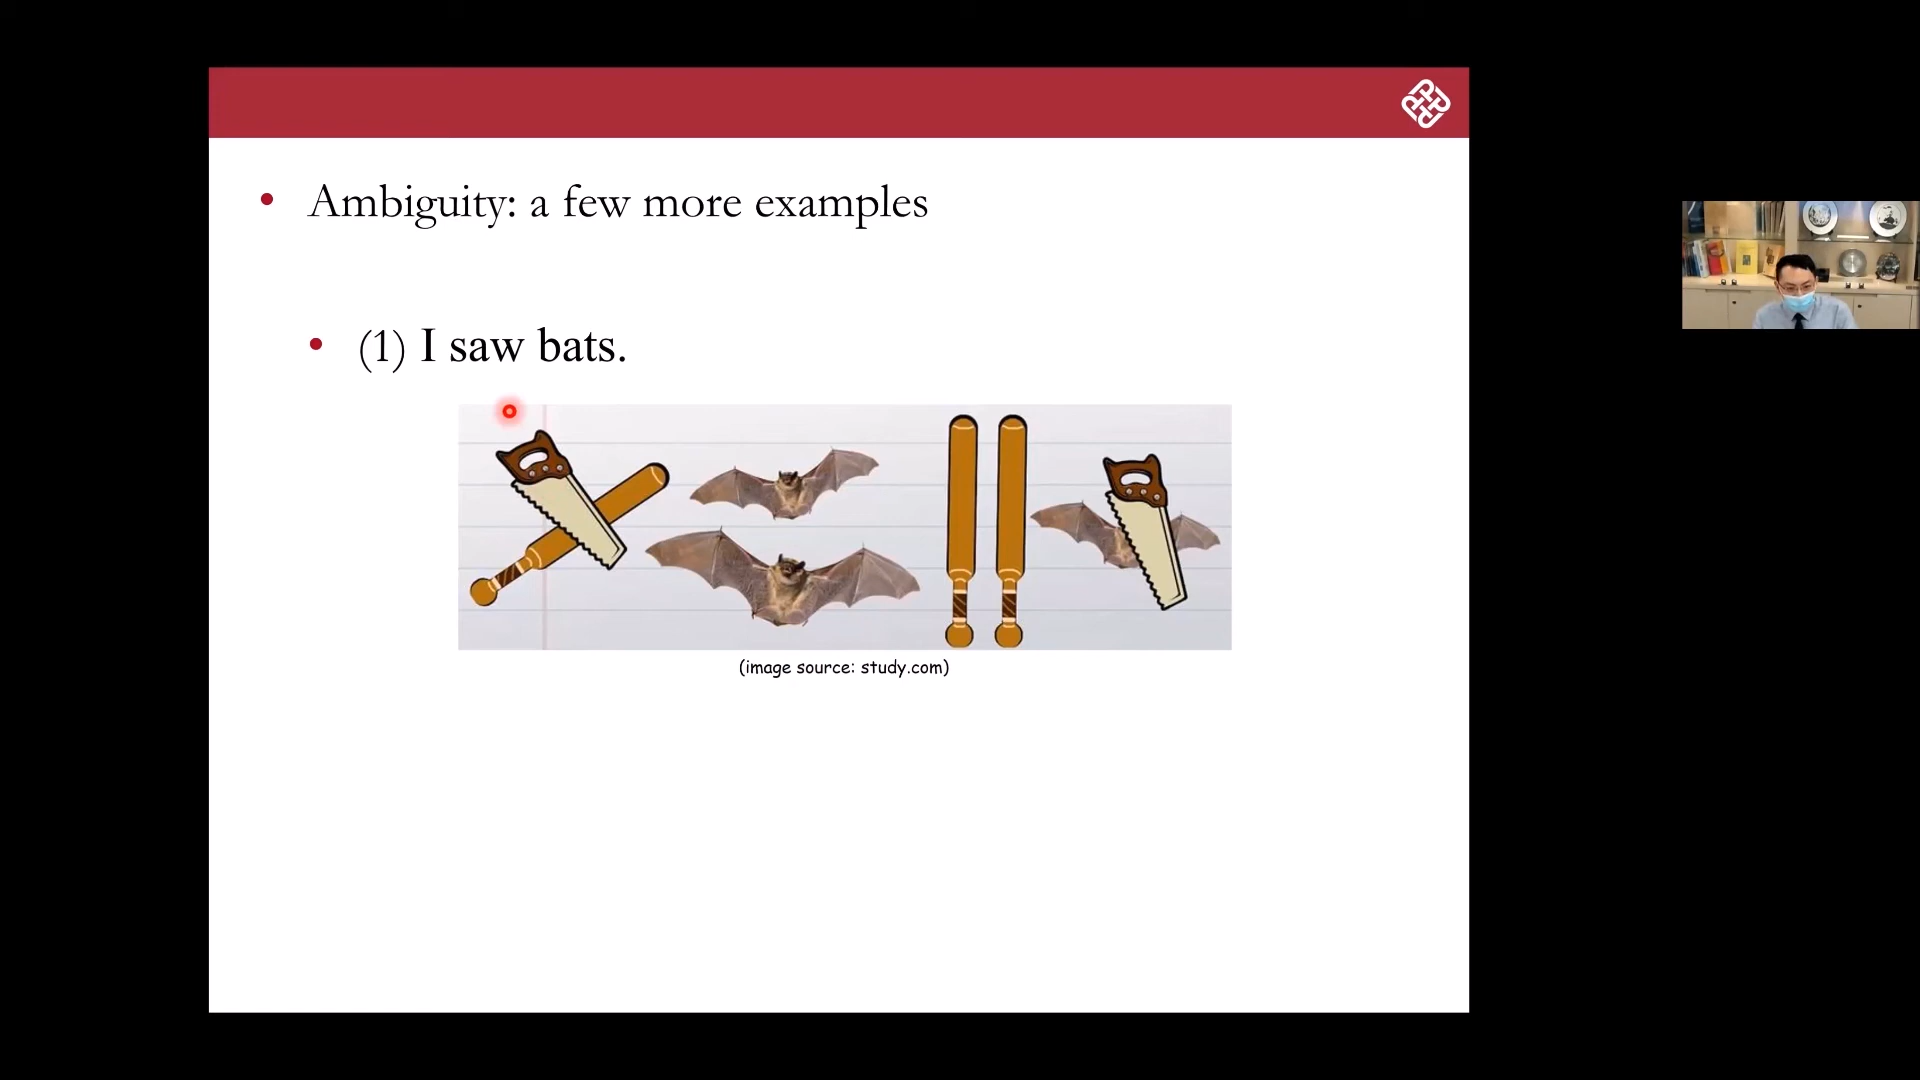 • Ambiguity: a few more examples
• (1) I saw bats.
(image source: study.com)